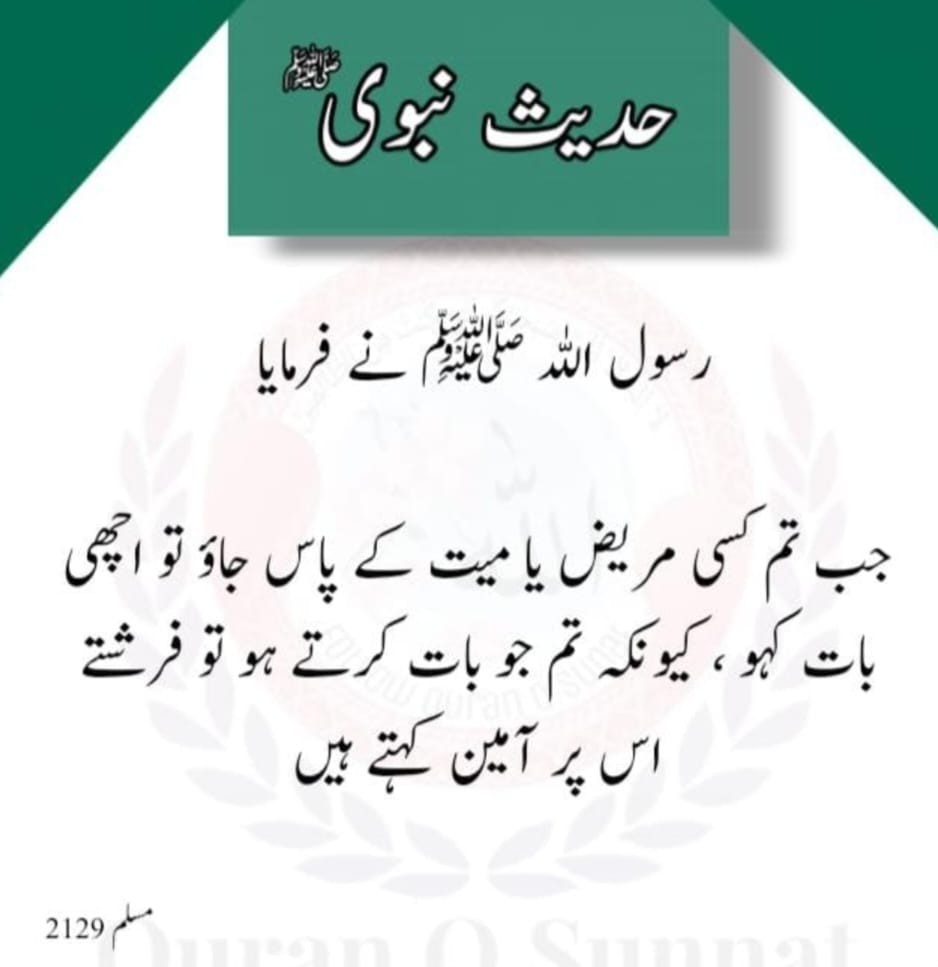 حدیث نبوی ﷺ
رسول اللہ ﷺ نے فرمایا
جب تم کسی مریض یا میت کے پاس جاؤ تو اچھی
بات کہو ، کیونکہ تم جو بات کرتے ہو تو فرشتے
اس پر آمین کہتے ہیں
مسلم 2129
Quran O Sunnat